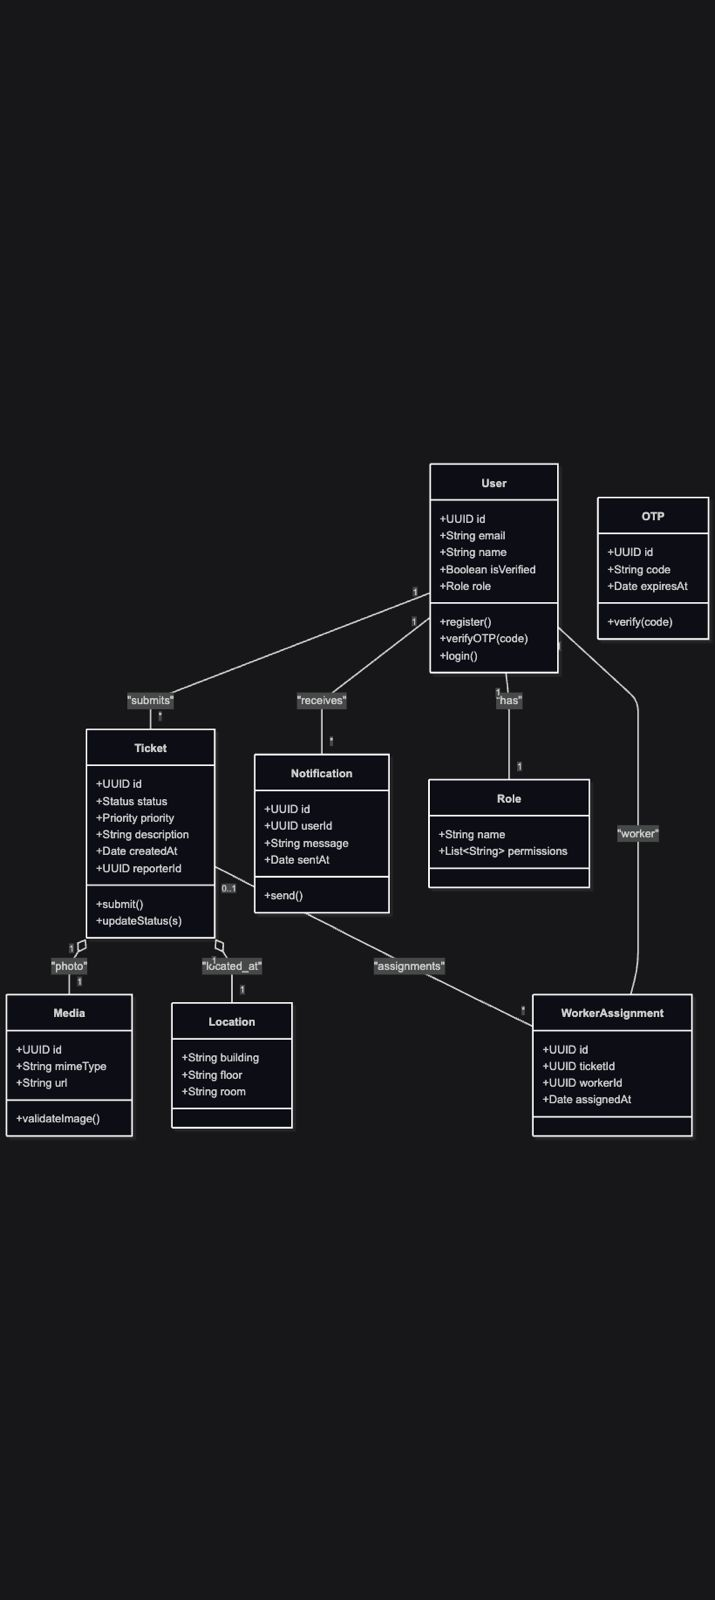 User
+UUID id
+String email
+String name
+Boolean isVerified
+Role role
+register()
+verifyOTP(code)
+login()
OTP
+UUID id
+String code
+Date expiresAt
+verify(code)
1
1
1
"submits"
*
"receives"
*
"has"
1
"worker"
Ticket
+UUID id
+Status status
+Priority priority
+String description
+Date createdAt
+UUID reporterId
+submit()
+updateStatus(s)
Notification
+UUID id
+UUID userId
+String message
+Date sentAt
+send()
Role
+String name
+List<String> permissions
0..1
1
"photo"
1
1
"located_at"
1
"assignments"
*
Media
+UUID id
+String mimeType
+String url
+validateImage()
Location
+String building
+String floor
+String room
WorkerAssignment
+UUID id
+UUID ticketId
+UUID workerId
+Date assignedAt